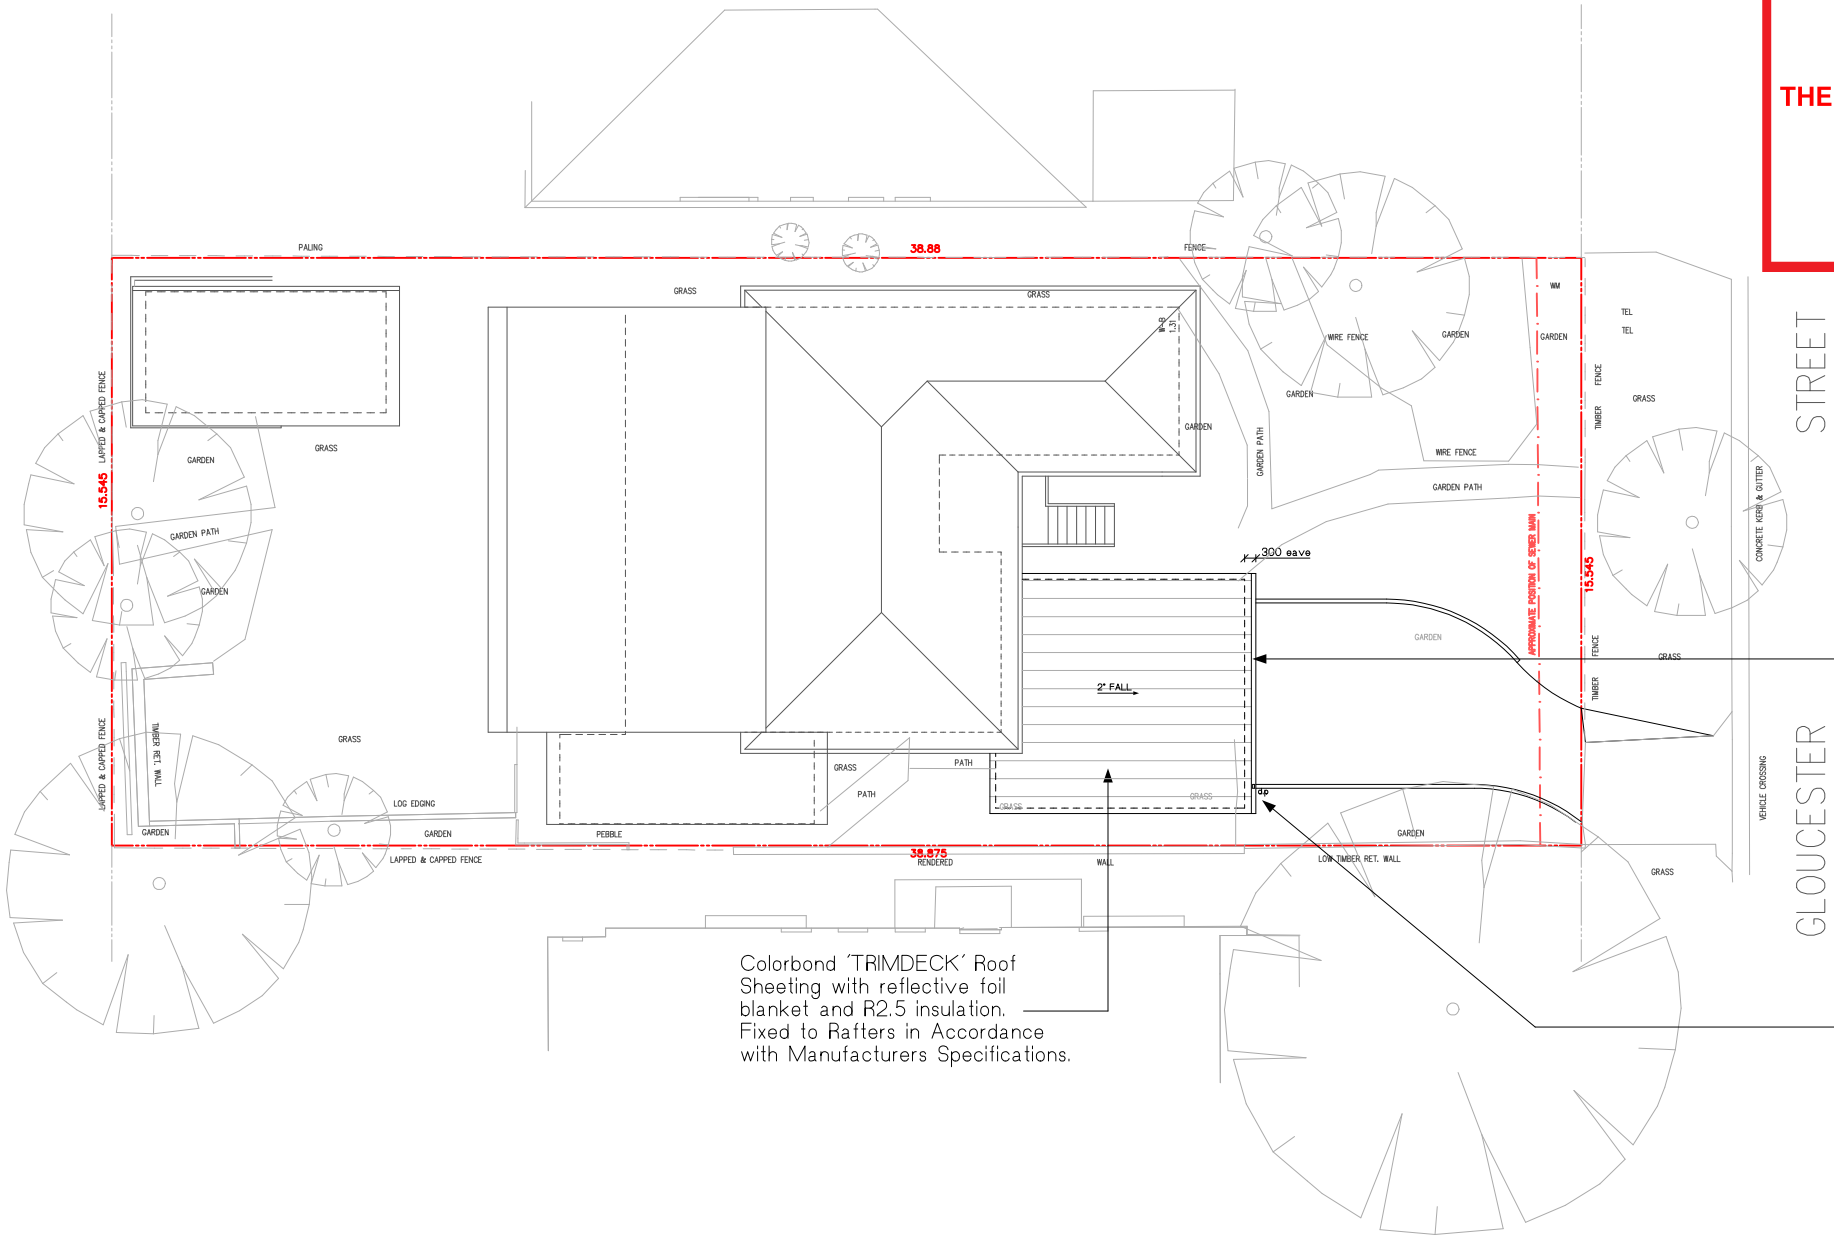 THE
PALING
38.88
FENCE
GRASS
GRASS
W-B
1.31
WM
TEL
TEL
WIRE FENCE
GARDEN
GARDEN
STREET
LAPPED & CAPPED FENCE
TIMBER FENCE
GRASS
GARDEN
GARDEN
GARDEN PATH
GRASS
GARDEN
WIRE FENCE
15.545
GARDEN PATH
CONCRETE KERB & GUTTER
GARDEN PATH
APPROXIMATE POSITION OF SEWER MAIN
300 eave
15.545
GARDEN
GARDEN
TIMBER FENCE
GRASS
2° FALL
LAPPED & CAPPED FENCE
TIMBER RET. WALL
GRASS
GRASS
PATH
PATH
GRASS
GRASS
d.p
VEHICLE CROSSING
GLOUCESTER
LOG EDGING
GARDEN
GARDEN
PEBBLE
GARDEN
LAPPED & CAPPED FENCE
38.875
RENDERED WALL
LOW TIMBER RET. WALL
GRASS
Colorbond 'TRIMDECK' Roof
Sheeting with reflective foil
blanket and R2.5 insulation.
Fixed to Rafters in Accordance
with Manufacturers Specifications.